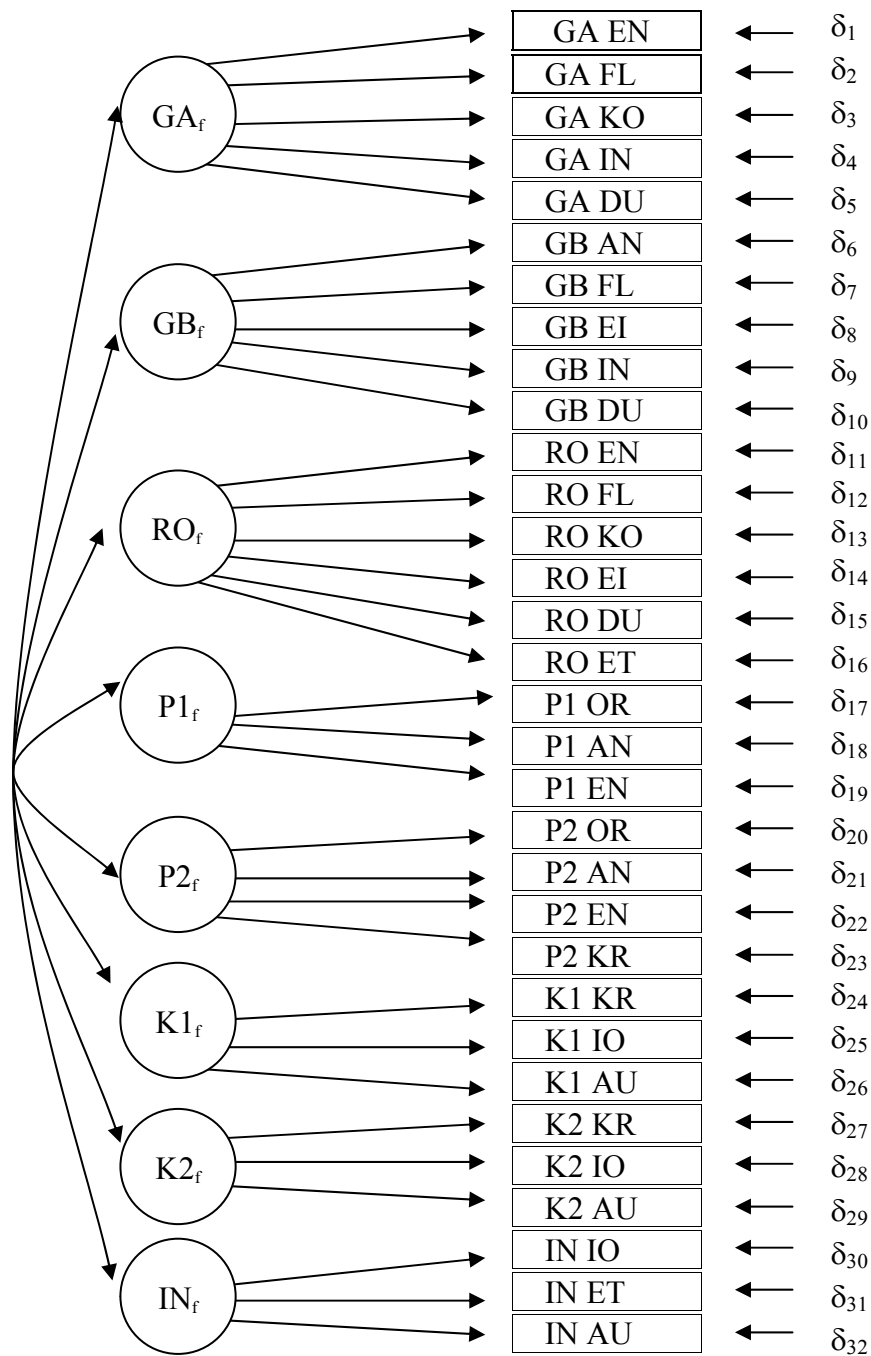 GA EN δ1
GA FL δ2
GAf
GA KO δ3
GA IN δ4
GA DU δ5
GB AN δ6
GB FL δ7
GBf
GB EI δ8
GB IN δ9
GB DU δ10
RO EN δ11
RO FL δ12
ROf
RO KO δ13
RO EI δ14
RO DU δ15
RO ET δ16
P1f
P1 OR δ17
P1 AN δ18
P1 EN δ19
P2 OR δ20
P2f
P2 AN δ21
P2 EN δ22
P2 KR δ23
K1 KR δ24
K1f
K1 IO δ25
K1 AU δ26
K2 KR δ27
K2f
K2 IO δ28
K2 AU δ29
IN IO δ30
INf
IN ET δ31
IN AU δ32